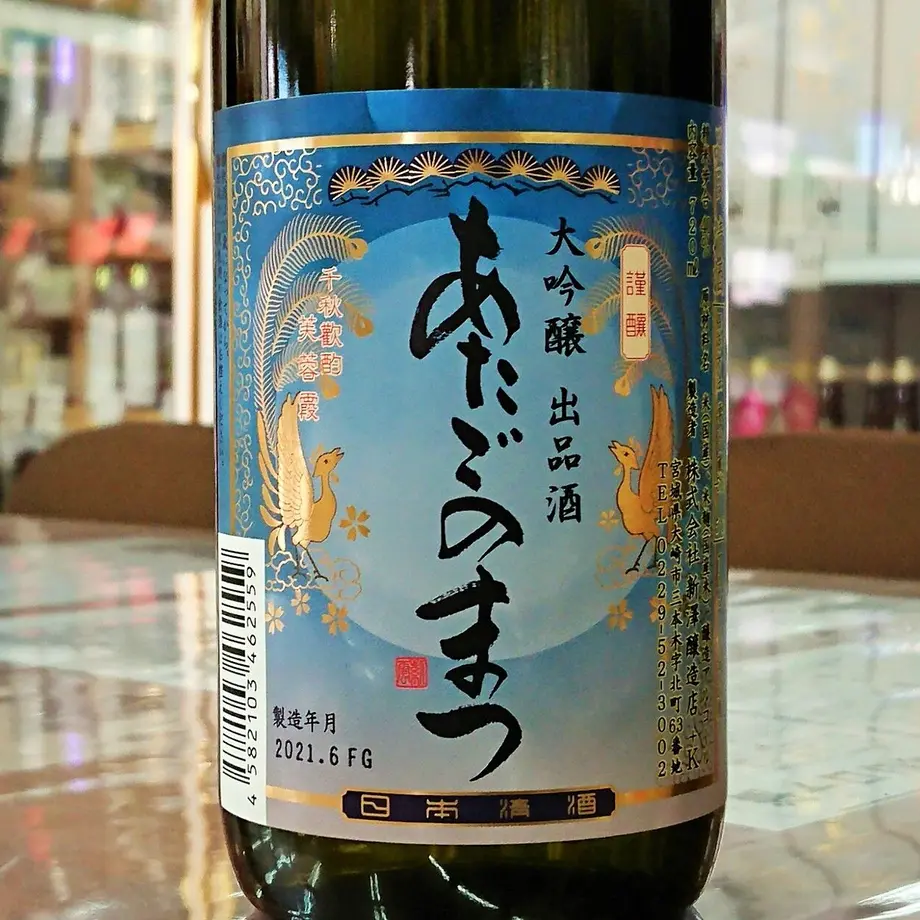 謹醸
大吟醸 出品酒
あたごのまつ
千秋歡酌
芙蓉霞
内容量 720ml
製造者 株式会社新澤醸造店 +K
宮城県大崎市三本木字北町63番地
TEL 0229-52-3002
製造年月
2021.6 FG
4 582103 462559
日本清酒